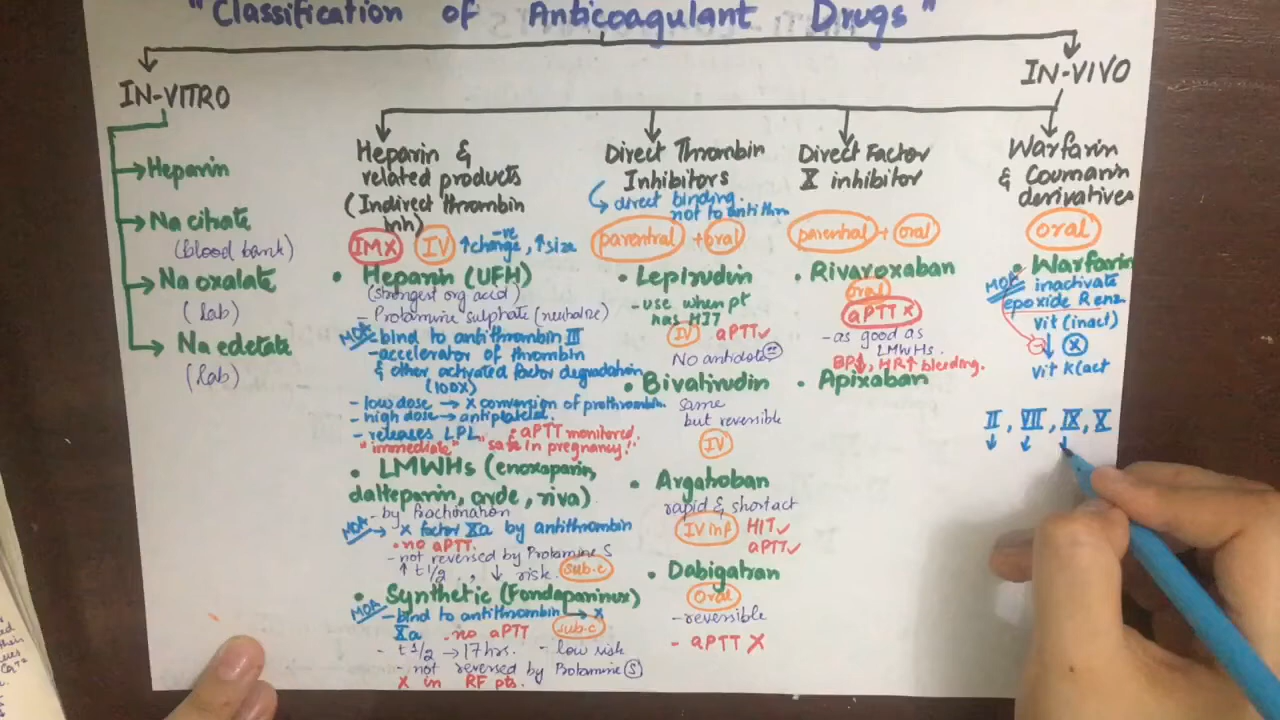 "Classification of Anticoagulant Drugs"
IN-VITRO
Heparin
Na citrate
(blood bank)
Na oxalate
(lab)
Na edetate
(lab)
IN-VIVO
Heparin &
related products
(Indirect thrombin
Inh)
IMX IV ↑charge -ve, ↑size
• Heparin (UFH)
(strongest org acid)
- Protamine sulphate (neutralize)
MOA bind to antithrombin III
- accelerator of thrombin
& other activated factor degradation
(100X)
- low dose → X conversion of prothrombin.
- high dose → antiplatelet.
- releases LPL • aPTT monitored
"immediate" "safe in pregnancy!"
• LMWHs (enoxaparin,
dalteparin, arde, riva)
- by fractionation
MOA → X factor Xa by antithrombin
• no aPTT.
- not reversed by Protamine S
↑ t1/2, ↓ risk. sub.c
• Synthetic (Fondaparinux)
MOA - bind to antithrombin → X
Xa - no aPTT sub.c
- t1/2 → 17 hrs. - low risk
- not reversed by Protamine S
X in RF pts.
Direct Thrombin
Inhibitors
direct binding
not to antithm
parentral + oral
• Lepirudin
- use when pt
has HIT
IV aPTT✓
No antidote
• Bivalirudin
same
but reversible
IV
• Argatroban
rapid & shortact
IV inf HIT✓
aPTT✓
• Dabigatran
oral
- reversible
- aPTT X
Direct Factor
X inhibitor
parental + oral
• Rivaroxaban
oral
aPTT X
- as good as
LMWHs.
BP↓, HR↑ bleeding.
• Apixaban
Warfarin
& Coumarin
derivatives
oral
• Warfarin
MOA inactivate
epoxide R enz
vit (inact)
↓ X
vit K(act
II, VII, IX, X
↓ ↓ ↓